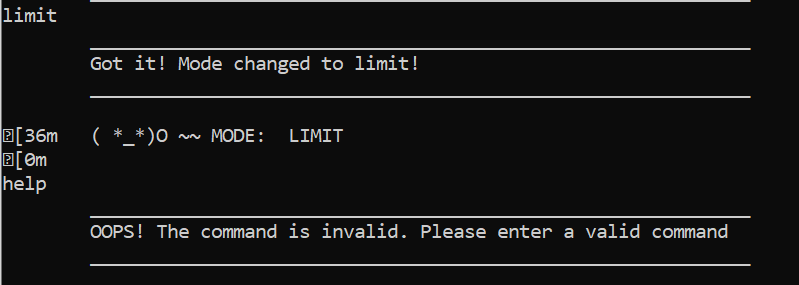 limit
Got it! Mode changed to limit!
[36m ( *_*)O ~~ MODE: LIMIT
[0m
help
OOPS! The command is invalid. Please enter a valid command